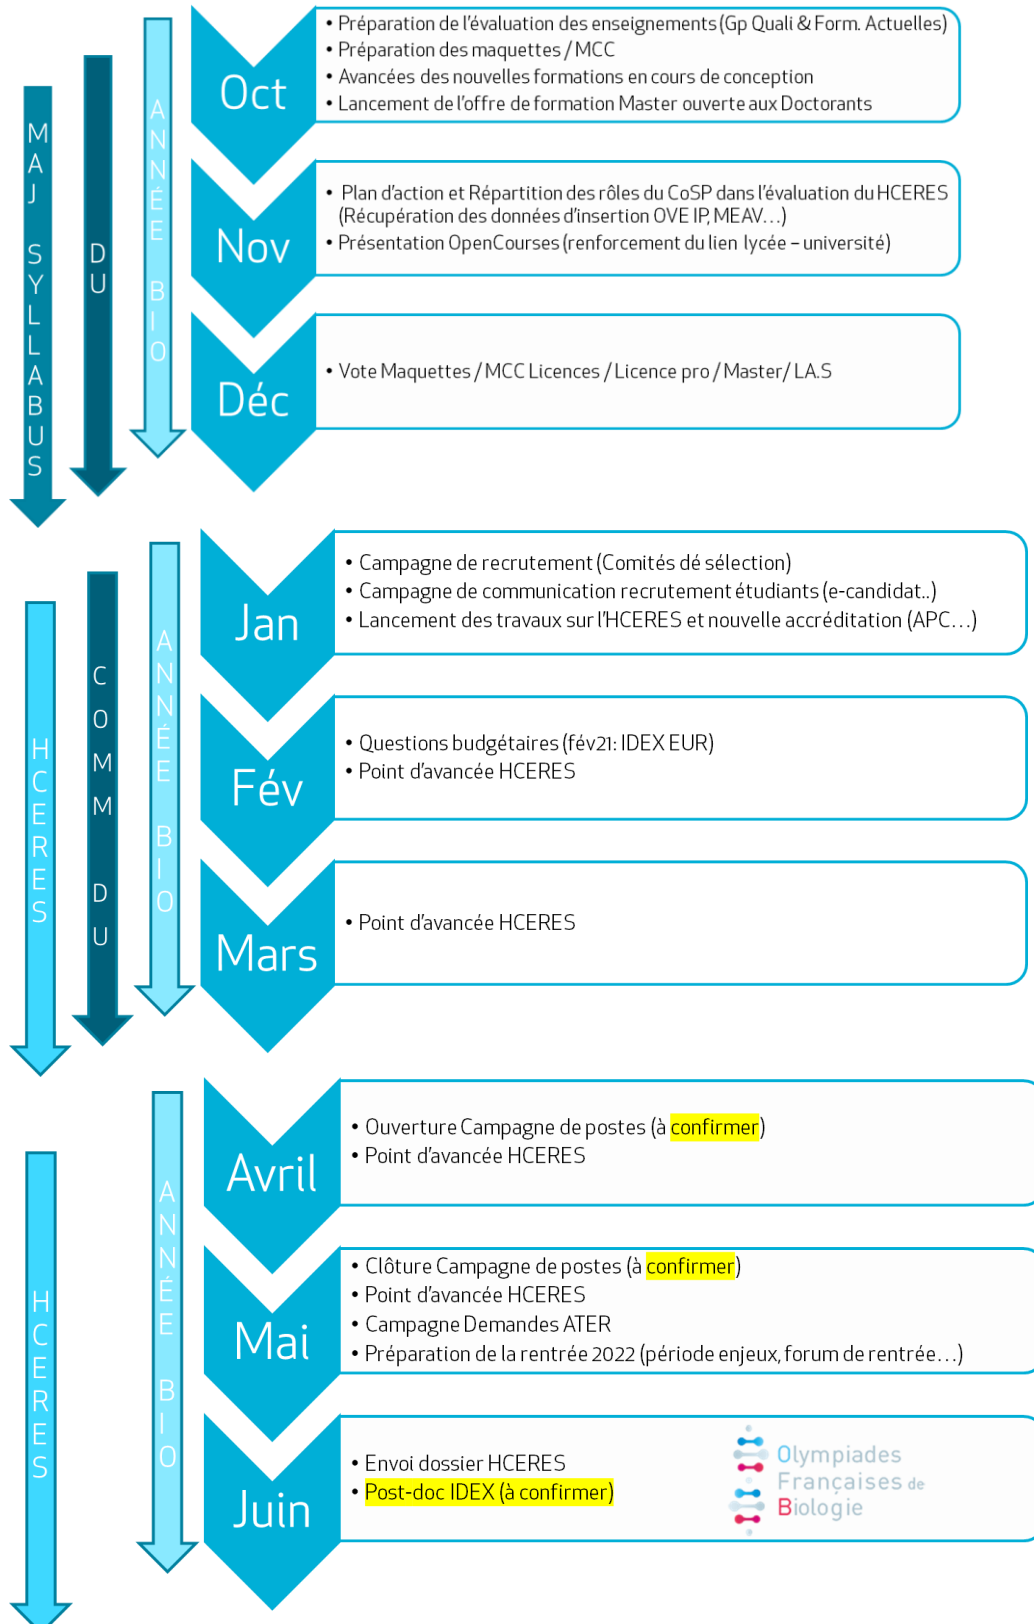 MAJ SYLLABUS
DU
ANNÉE BIO
Oct
• Préparation de l'évaluation des enseignements (Gp Quali & Form. Actuelles)
• Préparation des maquettes / MCC
• Avancées des nouvelles formations en cours de conception
• Lancement de l'offre de formation Master ouverte aux Doctorants
Nov
• Plan d'action et Répartition des rôles du CoSP dans l'évaluation du HCERES
(Récupération des données d'insertion OVE IP, MEAV…)
• Présentation OpenCourses (renforcement du lien lycée – université)
Déc
• Vote Maquettes / MCC Licences / Licence pro / Master/ LA.S
HCERES
COMM DU
ANNÉE BIO
Jan
• Campagne de recrutement (Comités dé sélection)
• Campagne de communication recrutement étudiants (e-candidat..)
• Lancement des travaux sur l'HCERES et nouvelle accréditation (APC…)
Fév
• Questions budgétaires (fév21: IDEX EUR)
• Point d'avancée HCERES
Mars
• Point d'avancée HCERES
HCERES
ANNÉE BIO
Avril
• Ouverture Campagne de postes (à confirmer)
• Point d'avancée HCERES
Mai
• Clôture Campagne de postes (à confirmer)
• Point d'avancée HCERES
• Campagne Demandes ATER
• Préparation de la rentrée 2022 (période enjeux, forum de rentrée…)
Juin
• Envoi dossier HCERES
• Post-doc IDEX (à confirmer)
Olympiades
Françaises de
Biologie